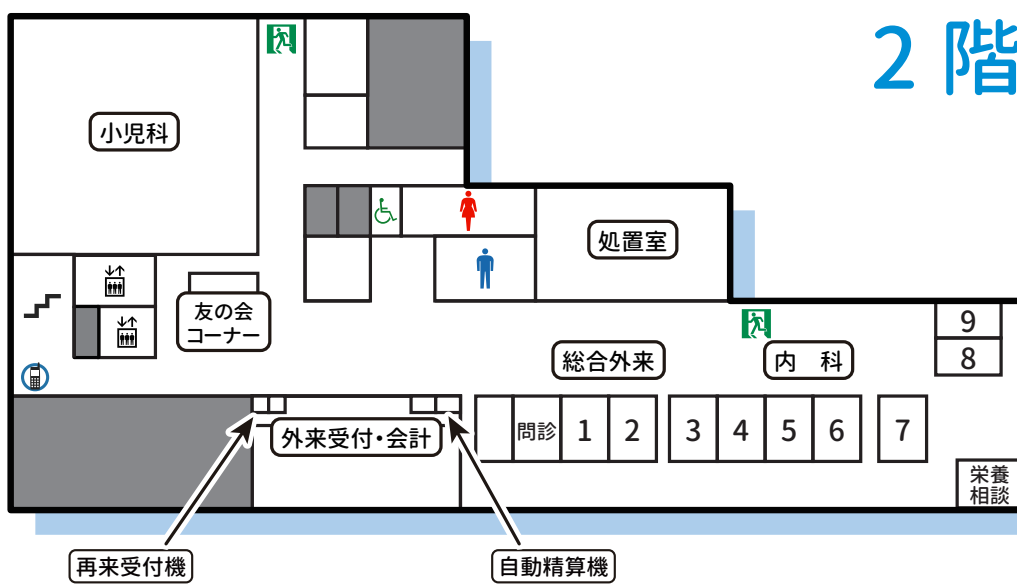 2 階
小児科
処置室
友の会
コーナー
総合外来
内 科
9
8
外来受付・会計
問診
1
2
3
4
5
6
7
栄養
相談
再来受付機
自動精算機